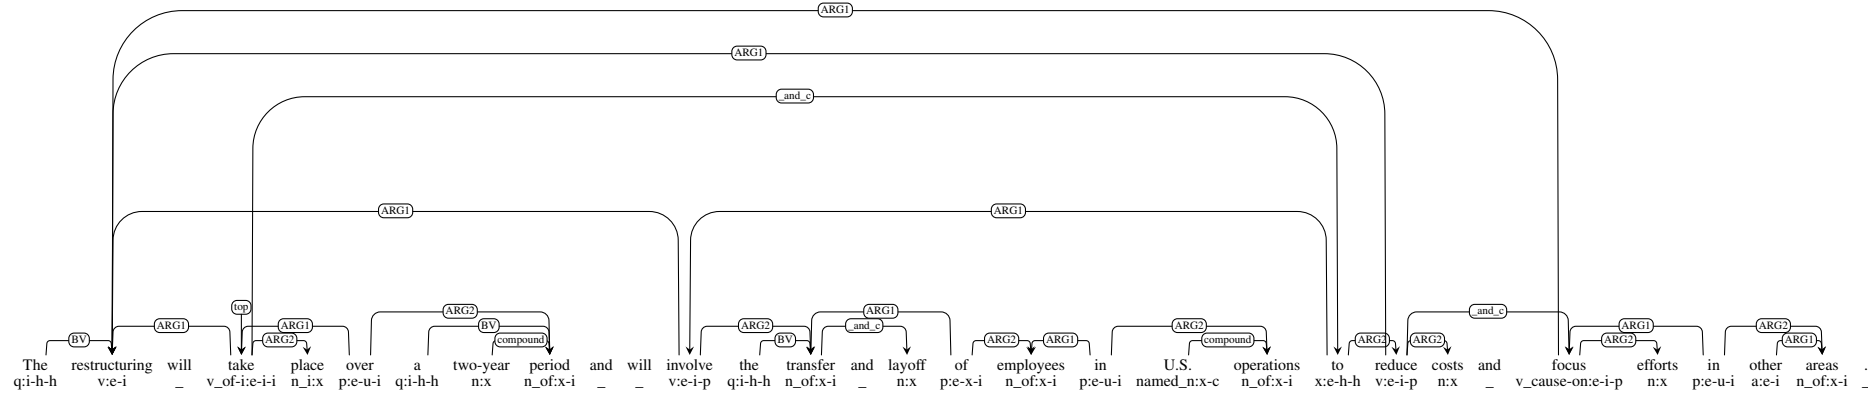 ARG1
ARG1
_and_c
ARG1 ARG1
top
ARG2 ARG1 _and_c
ARG1 ARG1 BV ARG2 _and_c ARG2 ARG1 ARG2
BV ARG2 compound BV ARG2 ARG1 compound ARG2 ARG2 ARG2 ARG1
The restructuring will take place over a two-year period and will involve the transfer and layoff of employees in U.S. operations to reduce costs and focus efforts in other areas .
q:i-h-h v:e-i _ v_of-i:e-i-i n_i:x p:e-u-i q:i-h-h n:x n_of:x-i _ _ v:e-i-p q:i-h-h n_of:x-i _ n:x p:e-x-i n_of:x-i p:e-u-i named_n:x-c n_of:x-i x:e-h-h v:e-i-p n:x _ v_cause-on:e-i-p n:x p:e-u-i a:e-i n_of:x-i _